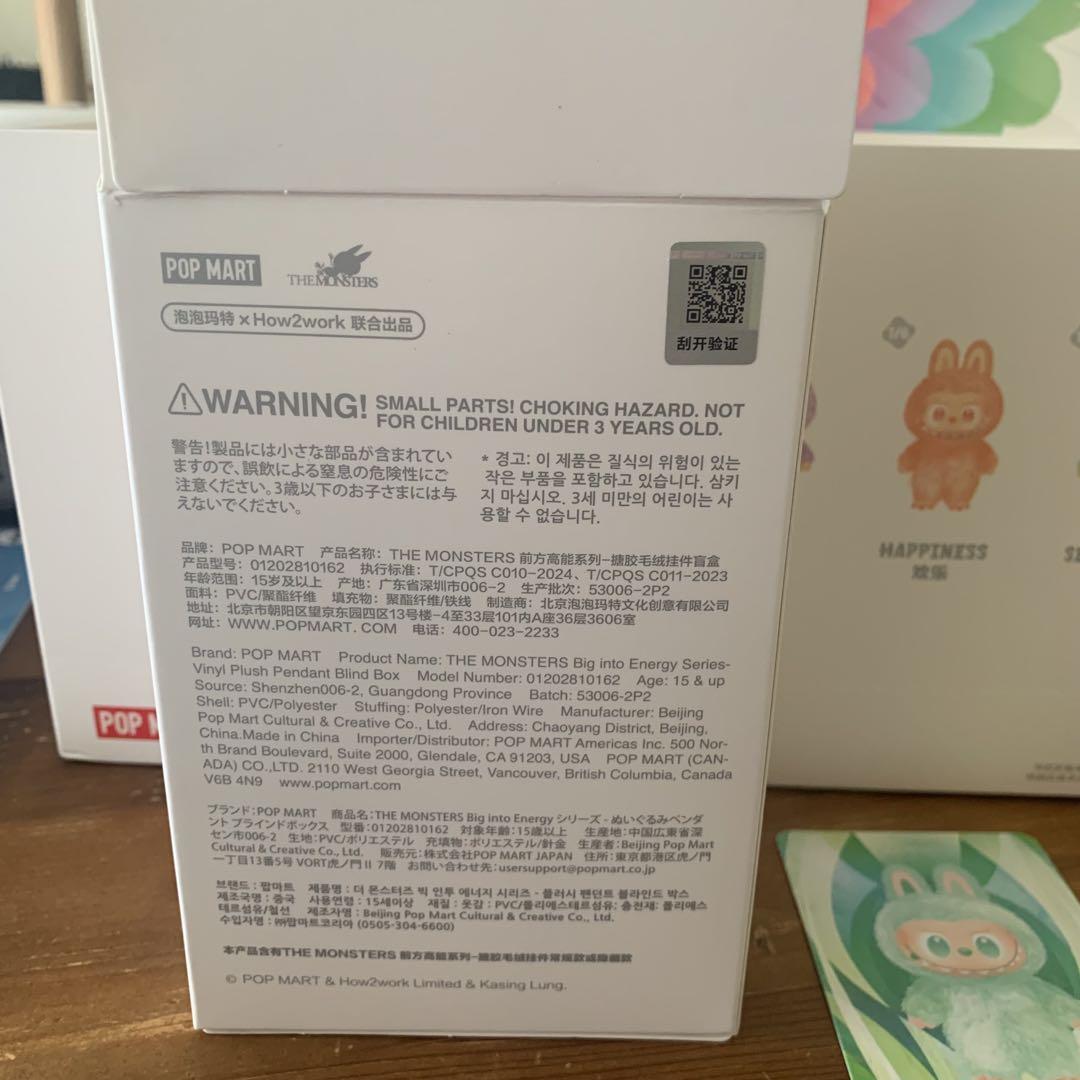 POP MART
THE MONSTERS
泡泡玛特 × How2work 联合出品
刮开验证
WARNING! SMALL PARTS! CHOKING HAZARD. NOT
FOR CHILDREN UNDER 3 YEARS OLD.
警告!製品には小さな部品が含まれてい
ますので、誤飲による窒息の危険性にご
注意ください。3歳以下のお子さまには与
えないでください。
* 경고: 이 제품은 질식의 위험이 있는
작은 부품을 포함하고 있습니다. 삼키
지 마십시오. 3세 미만의 어린이는 사
용할 수 없습니다.
品牌: POP MART 产品名称: THE MONSTERS 前方高能系列-搪胶毛绒挂件盲盒
产品型号: 01202810162 执行标准: T/CPQS C010-2024、T/CPQS C011-2023
年龄范围: 15岁及以上 产地: 广东省深圳市006-2 生产批次: 53006-2P2
面料: PVC/聚酯纤维 填充物: 聚酯纤维/铁线 制造商: 北京泡泡玛特文化创意有限公司
地址: 北京市朝阳区望京东园四区13号楼-4至33层101内A座36层3606室
网址: WWW.POPMART.COM 电话: 400-023-2233
Brand: POP MART Product Name: THE MONSTERS Big into Energy Series-
Vinyl Plush Pendant Blind Box Model Number: 01202810162 Age: 15 & up
Source: Shenzhen006-2, Guangdong Province Batch: 53006-2P2
Shell: PVC/Polyester Stuffing: Polyester/Iron Wire Manufacturer: Beijing
Pop Mart Cultural & Creative Co., Ltd. Address: Chaoyang District, Beijing,
China.Made in China Importer/Distributor: POP MART Americas Inc. 500 Nor-
th Brand Boulevard, Suite 2000, Glendale, CA 91203, USA POP MART (CAN-
ADA) CO.,LTD. 2110 West Georgia Street, Vancouver, British Columbia, Canada
V6B 4N9 www.popmart.com
ブランド:POP MART 商品名:THE MONSTERS Big into Energy シリーズ - ぬいぐるみペンダ
ント ブラインドボックス 型番:01202810162 対象年齢:15歳以上 生産地:中国広東省深
セン市006-2 生地:PVC/ポリエステル 充填物:ポリエステル/針金 生産者:Beijing Pop Mart
Cultural & Creative Co., Ltd. 販売元:株式会社POP MART JAPAN 住所:東京都港区虎ノ門
一丁目13番5号 VORT虎ノ門 II 7階 お問い合わせ先:usersupport@popmart.co.jp
브랜드 : 팝마트 제품명 : 더 몬스터즈 빅 인투 에너지 시리즈 - 플러시 펜던트 블라인드 박스
제조국명 : 중국 사용연령 : 15세이상 재질 : 옷감 : PVC/폴리에스테르섬유: 충전재: 폴리에스
테르섬유/철선 제조자명 : Beijing Pop Mart Cultural & Creative Co., Ltd.
수입자명 : ㈜팝마트코리아 (0505-304-6600)
本产品含有THE MONSTERS 前方高能系列-搪胶毛绒挂件常规款或隐藏款
© POP MART & How2work Limited & Kasing Lung.
POP M
1/6
HAPPINESS
欢乐